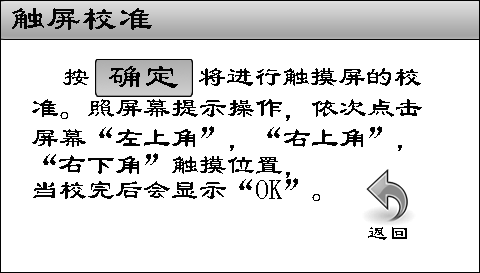 触屏校准
按 确定 将进行触摸屏的校
准。照屏幕提示操作，依次点击
屏幕“左上角”，“右上角”，
“右下角”触摸位置，
当校完后会显示“OK”。
返回